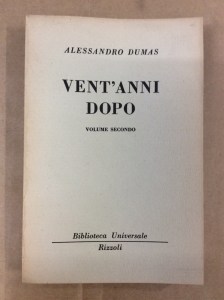 ALESSANDRO DUMAS
VENT'ANNI
DOPO
VOLUME SECONDO
Biblioteca Universale
Rizzoli